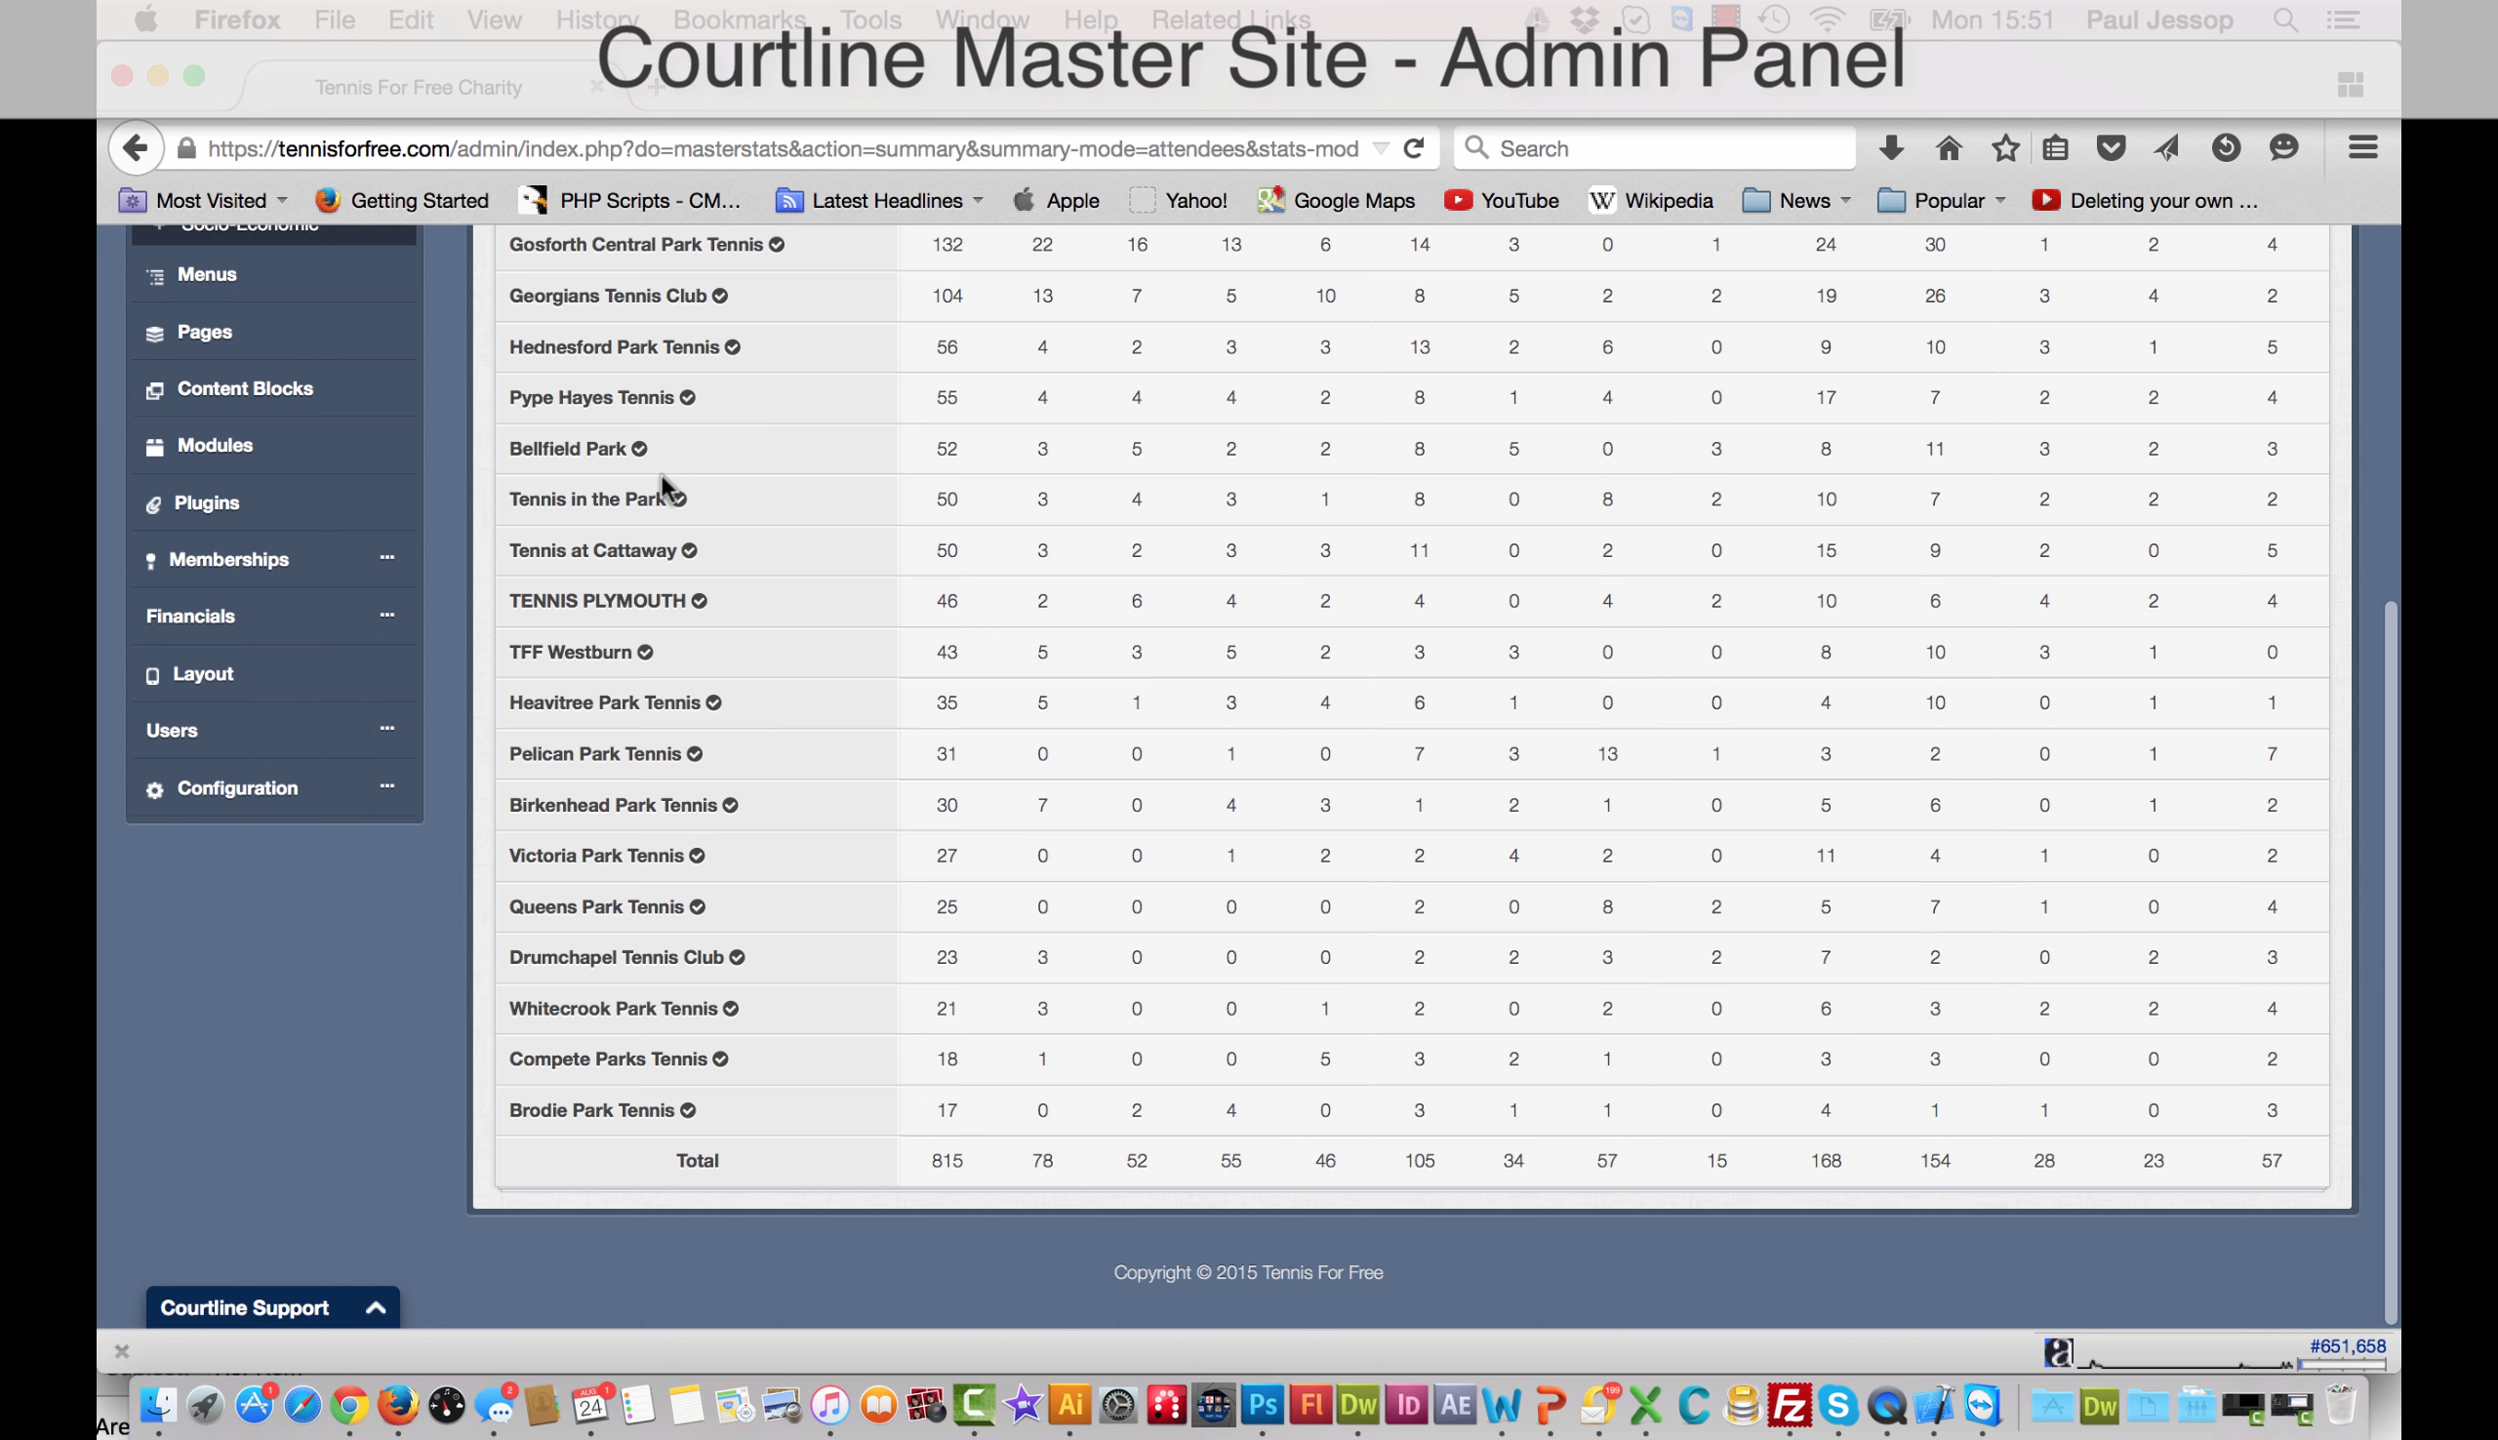 Firefox File Edit View History Bookmarks Tools Window Help Related Links Mon 15:51 Paul Jessop
Courtline Master Site - Admin Panel
Tennis For Free Charity
https://tennisforfree.com/admin/index.php?do=masterstats&action=summary&summary-mode=attendees&stats-mod Search
Most Visited Getting Started PHP Scripts - CM... Latest Headlines Apple Yahoo! Google Maps YouTube Wikipedia News Popular Deleting your own ...
Socio-Economic
Menus
Pages
Content Blocks
Modules
Plugins
Memberships ...
Financials ...
Layout
Users ...
Configuration ...
Gosforth Central Park Tennis 132 22 16 13 6 14 3 0 1 24 30 1 2 4
Georgians Tennis Club 104 13 7 5 10 8 5 2 2 19 26 3 4 2
Hednesford Park Tennis 56 4 2 3 3 13 2 6 0 9 10 3 1 5
Pype Hayes Tennis 55 4 4 4 2 8 1 4 0 17 7 2 2 4
Bellfield Park 52 3 5 2 2 8 5 0 3 8 11 3 2 3
Tennis in the Park 50 3 4 3 1 8 0 8 2 10 7 2 2 2
Tennis at Cattaway 50 3 2 3 3 11 0 2 0 15 9 2 0 5
TENNIS PLYMOUTH 46 2 6 4 2 4 0 4 2 10 6 4 2 4
TFF Westburn 43 5 3 5 2 3 3 0 0 8 10 3 1 0
Heavitree Park Tennis 35 5 1 3 4 6 1 0 0 4 10 0 1 1
Pelican Park Tennis 31 0 0 1 0 7 3 13 1 3 2 0 1 7
Birkenhead Park Tennis 30 7 0 4 3 1 2 1 0 5 6 0 1 2
Victoria Park Tennis 27 0 0 1 2 2 4 2 0 11 4 1 0 2
Queens Park Tennis 25 0 0 0 0 2 0 8 2 5 7 1 0 4
Drumchapel Tennis Club 23 3 0 0 0 2 2 3 2 7 2 0 2 3
Whitecrook Park Tennis 21 3 0 0 1 2 0 2 0 6 3 2 2 4
Compete Parks Tennis 18 1 0 0 5 3 2 1 0 3 3 0 0 2
Brodie Park Tennis 17 0 2 4 0 3 1 1 0 4 1 1 0 3
Total 815 78 52 55 46 105 34 57 15 168 154 28 23 57
Copyright © 2015 Tennis For Free
Courtline Support
#651,658
1 2 AUG 24 1 Ai Ps Fl Dw Id AE 199 Fz Dw
Are